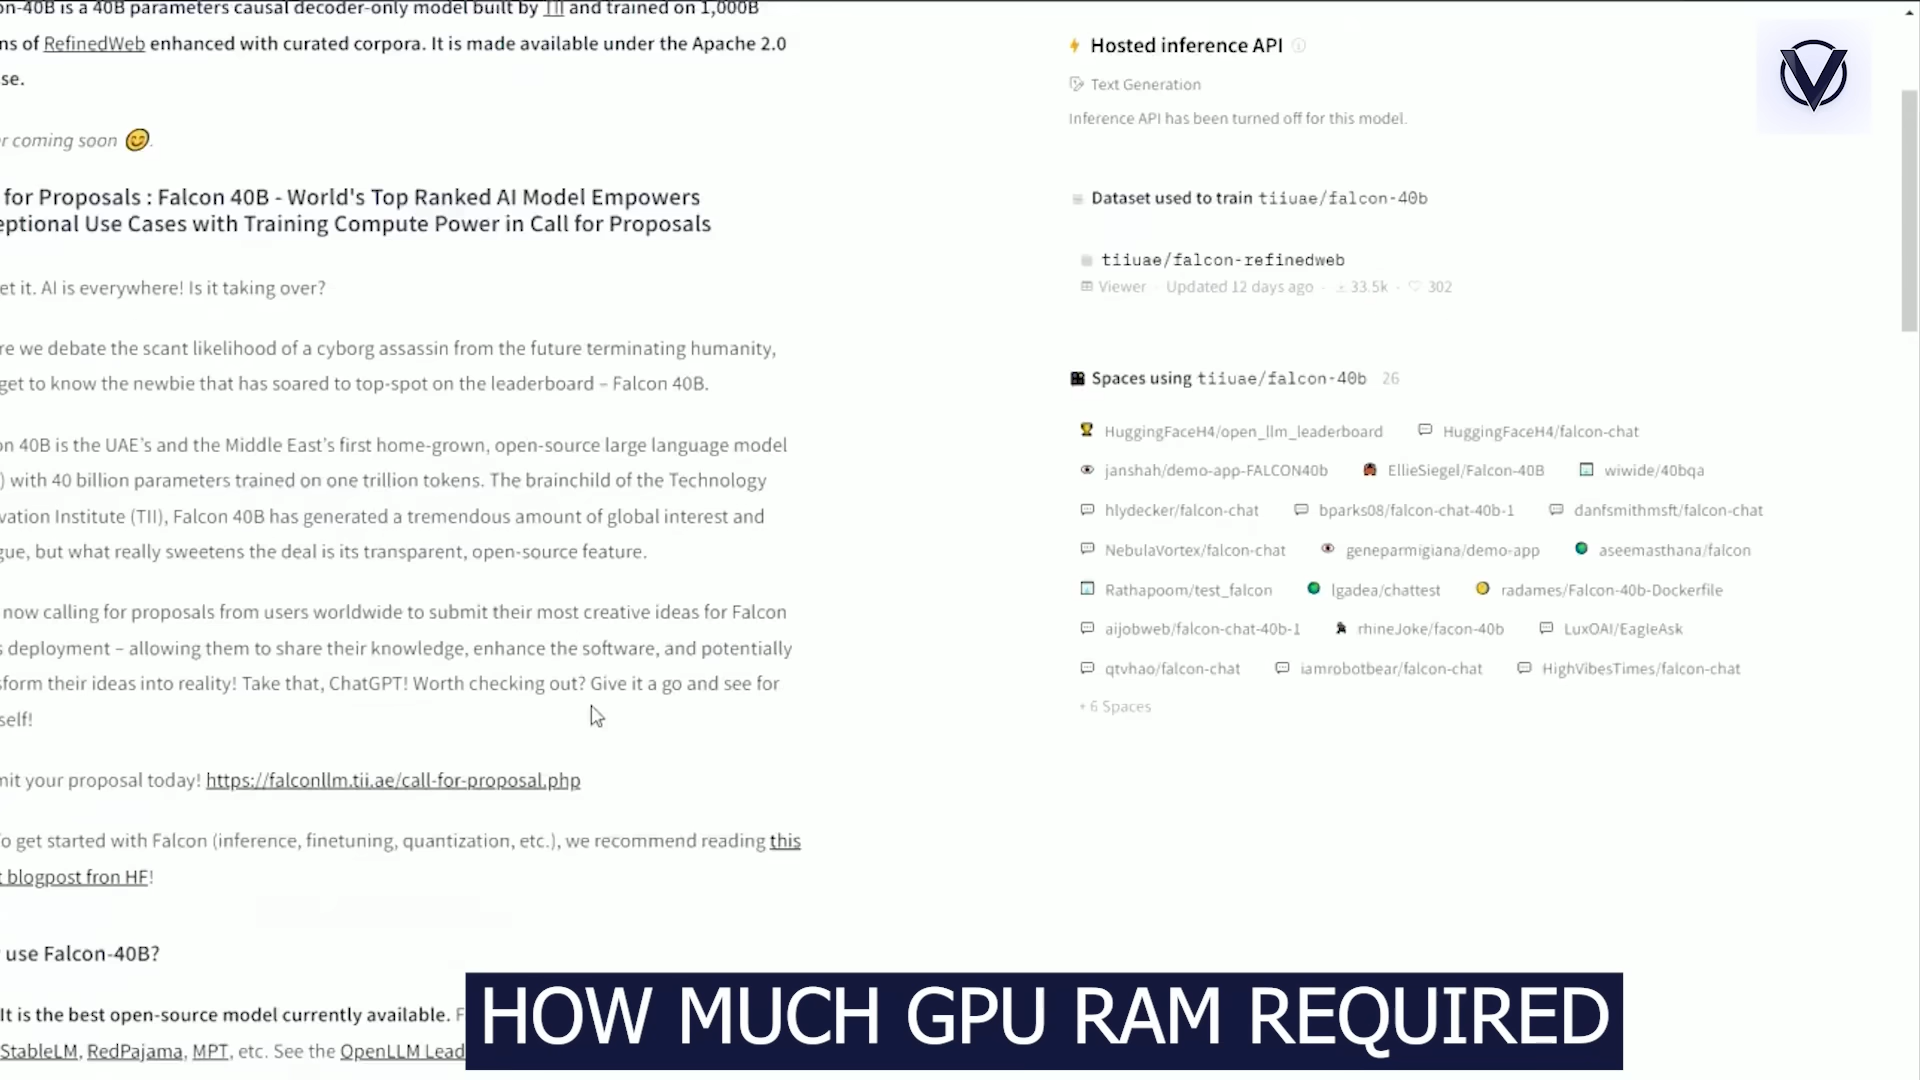 on-40B is a 40B parameters causal decoder-only model built by TII and trained on 1,000B
ns of RefinedWeb enhanced with curated corpora. It is made available under the Apache 2.0
se.
r coming soon 😊.
for Proposals : Falcon 40B - World's Top Ranked AI Model Empowers
eptional Use Cases with Training Compute Power in Call for Proposals
et it. AI is everywhere! Is it taking over?
re we debate the scant likelihood of a cyborg assassin from the future terminating humanity,
get to know the newbie that has soared to top-spot on the leaderboard – Falcon 40B.
on 40B is the UAE's and the Middle East's first home-grown, open-source large language model
) with 40 billion parameters trained on one trillion tokens. The brainchild of the Technology
vation Institute (TII), Falcon 40B has generated a tremendous amount of global interest and
gue, but what really sweetens the deal is its transparent, open-source feature.
now calling for proposals from users worldwide to submit their most creative ideas for Falcon
s deployment – allowing them to share their knowledge, enhance the software, and potentially
sform their ideas into reality! Take that, ChatGPT! Worth checking out? Give it a go and see for
self!
mit your proposal today! https://falconllm.tii.ae/call-for-proposal.php
o get started with Falcon (inference, finetuning, quantization, etc.), we recommend reading this
t blogpost fron HF!
use Falcon-40B?
It is the best open-source model currently available. F
StableLM, RedPajama, MPT, etc. See the OpenLLM Lead
Hosted inference API
Text Generation
Inference API has been turned off for this model.
Dataset used to train tiiuae/falcon-40b
tiiuae/falcon-refinedweb
Viewer · Updated 12 days ago · 33.5k · 302
Spaces using tiiuae/falcon-40b 26
HuggingFaceH4/open_llm_leaderboard HuggingFaceH4/falcon-chat
janshah/demo-app-FALCON40b EllieSiegel/Falcon-40B wiwide/40bqa
hlydecker/falcon-chat bparks08/falcon-chat-40b-1 danfsmithmsft/falcon-chat
NebulaVortex/falcon-chat geneparmigiana/demo-app aseemasthana/falcon
Rathapoom/test_falcon lgadea/chattest radames/Falcon-40b-Dockerfile
aijobweb/falcon-chat-40b-1 rhineJoke/facon-40b LuxOAI/EagleAsk
qtvhao/falcon-chat iamrobotbear/falcon-chat HighVibesTimes/falcon-chat
+ 6 Spaces
V
HOW MUCH GPU RAM REQUIRED